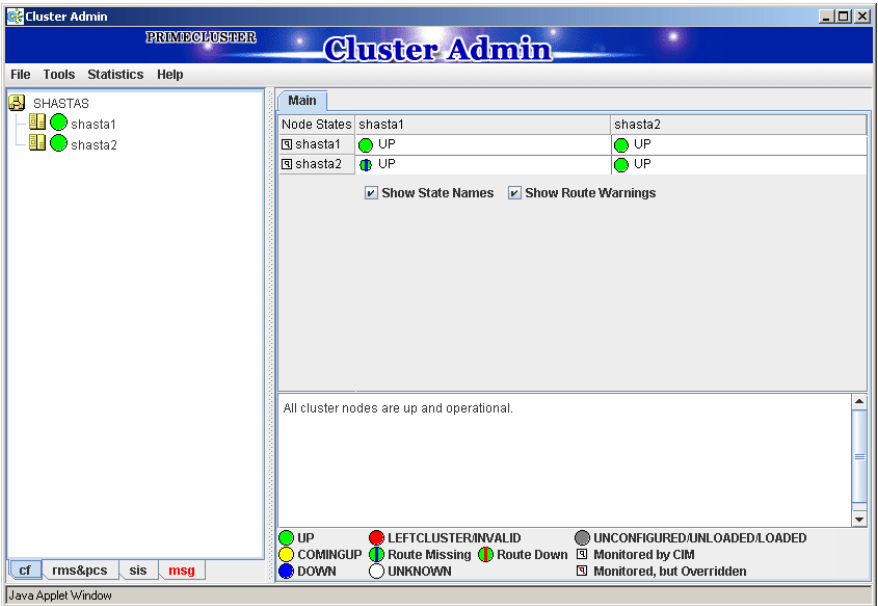 Cluster Admin
PRIMECLUSTER
Cluster Admin
File Tools Statistics Help
SHASTAS
shasta1
shasta2
Main
Node States shasta1 shasta2
shasta1 UP UP
shasta2 UP UP
Show State Names Show Route Warnings
All cluster nodes are up and operational.
UP LEFTCLUSTER/INVALID UNCONFIGURED/UNLOADED/LOADED
COMINGUP Route Missing Route Down Monitored by CIM
DOWN UNKNOWN Monitored, but Overridden
cf rms&pcs sis msg
Java Applet Window